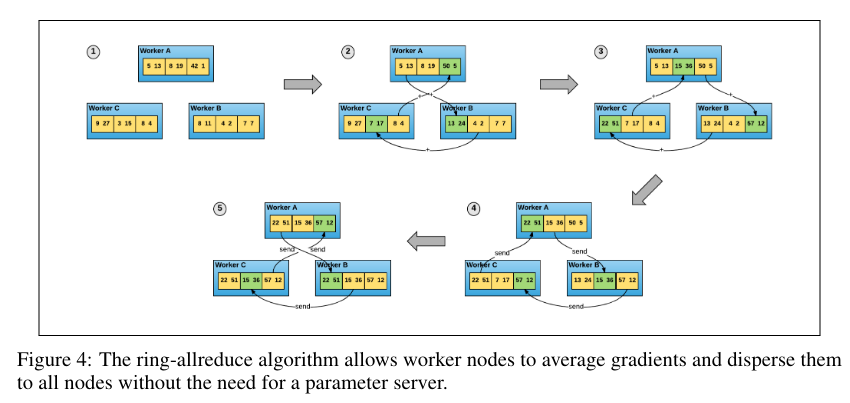 1
Worker A
5 13 8 19 42 1
Worker C
9 27 3 15 8 4
Worker B
8 11 4 2 7 7
2
Worker A
5 13 8 19 50 5
Worker C
9 27 7 17 8 4
Worker B
13 24 4 2 7 7
+ +
+
3
Worker A
5 13 15 36 50 5
+ +
Worker C
22 51 7 17 8 4
Worker B
13 24 4 2 57 12
+
5
Worker A
22 51 15 36 57 12
send send
Worker C
22 51 15 36 57 12
Worker B
22 51 15 36 57 12
send
4
Worker A
22 51 15 36 50 5
send send
Worker C
22 51 7 17 57 12
Worker B
13 24 15 36 57 12
send
Figure 4: The ring-allreduce algorithm allows worker nodes to average gradients and disperse them
to all nodes without the need for a parameter server.